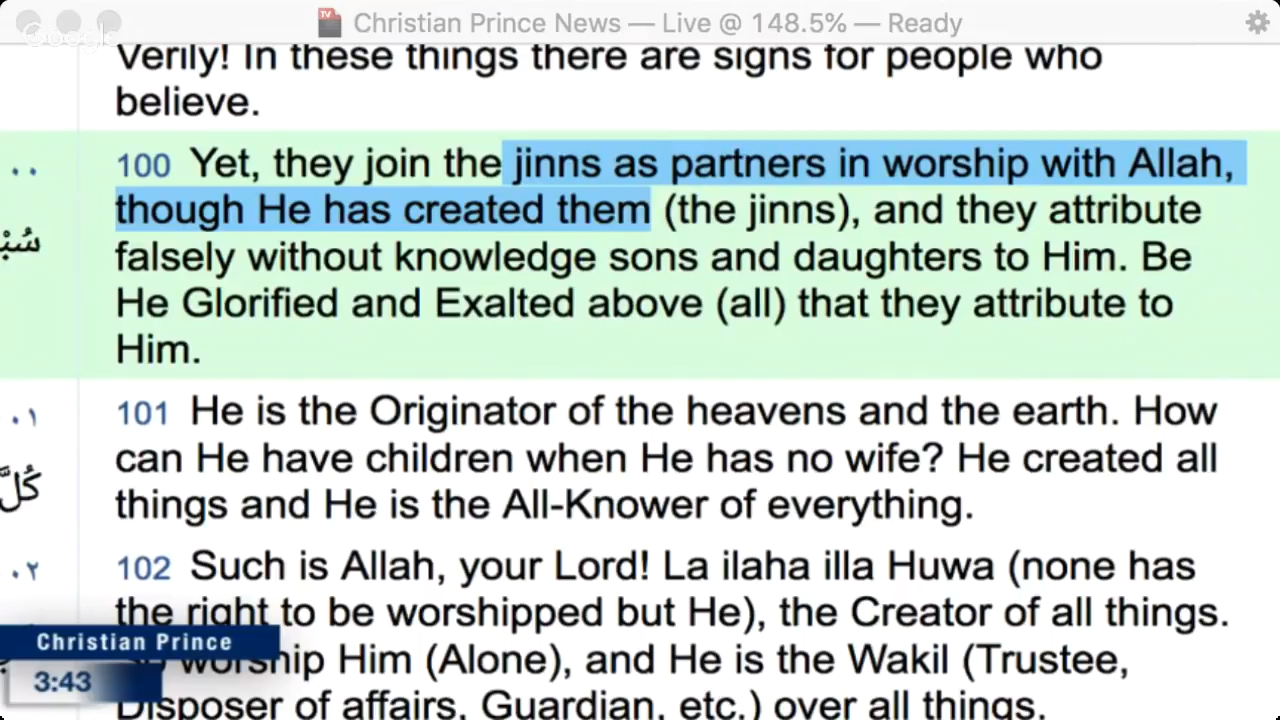 Christian Prince News — Live @ 148.5% — Ready
Google
Verily! In these things there are signs for people who
believe.
100 Yet, they join the jinns as partners in worship with Allah,
though He has created them (the jinns), and they attribute
falsely without knowledge sons and daughters to Him. Be
He Glorified and Exalted above (all) that they attribute to
Him.
101 He is the Originator of the heavens and the earth. How
can He have children when He has no wife? He created all
things and He is the All-Knower of everything.
102 Such is Allah, your Lord! La ilaha illa Huwa (none has
the right to be worshipped but He), the Creator of all things.
worship Him (Alone), and He is the Wakil (Trustee,
Disposer of affairs, Guardian, etc.) over all things.
Christian Prince
3:43